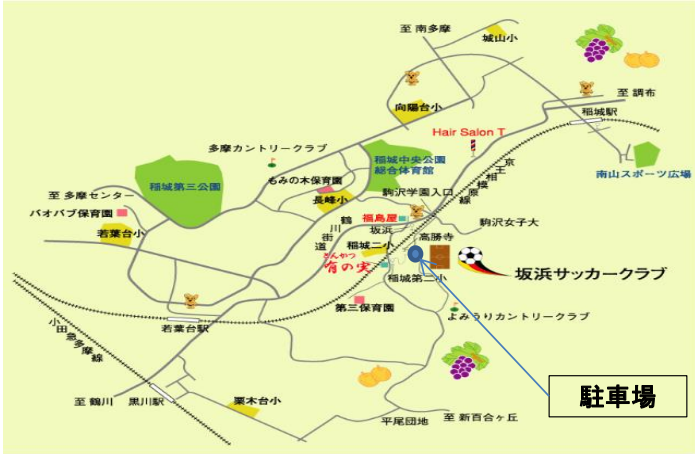 至 南多摩
城山小
至 調布
稲城駅
向陽台小
Hair Salon T
多摩カントリークラブ
稲城中央公園
総合体育館
京王相模原線
南山スポーツ広場
稲城第三公園
もみの木保育園
駒沢学園入口
至 多摩センター
長峰小
バオバブ保育園
福島屋
駒沢女子大
若葉台小
鶴川街道
坂浜
高勝寺
稲城二小
さんやつ
有の実
坂浜サッカークラブ
稲城第二小
第三保育園
よみうりカントリークラブ
若葉台駅
小田急多摩線
駐車場
至 鶴川
黒川駅
栗木台小
平尾団地
至 新百合ヶ丘